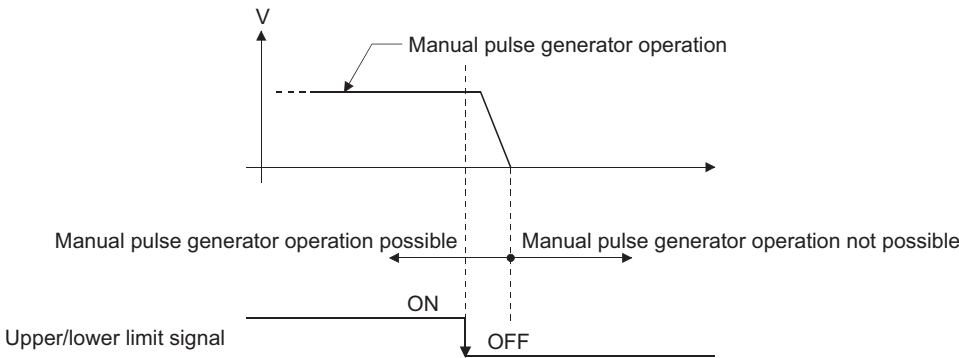 V
Manual pulse generator operation
Manual pulse generator operation possible
Manual pulse generator operation not possible
ON
Upper/lower limit signal
OFF